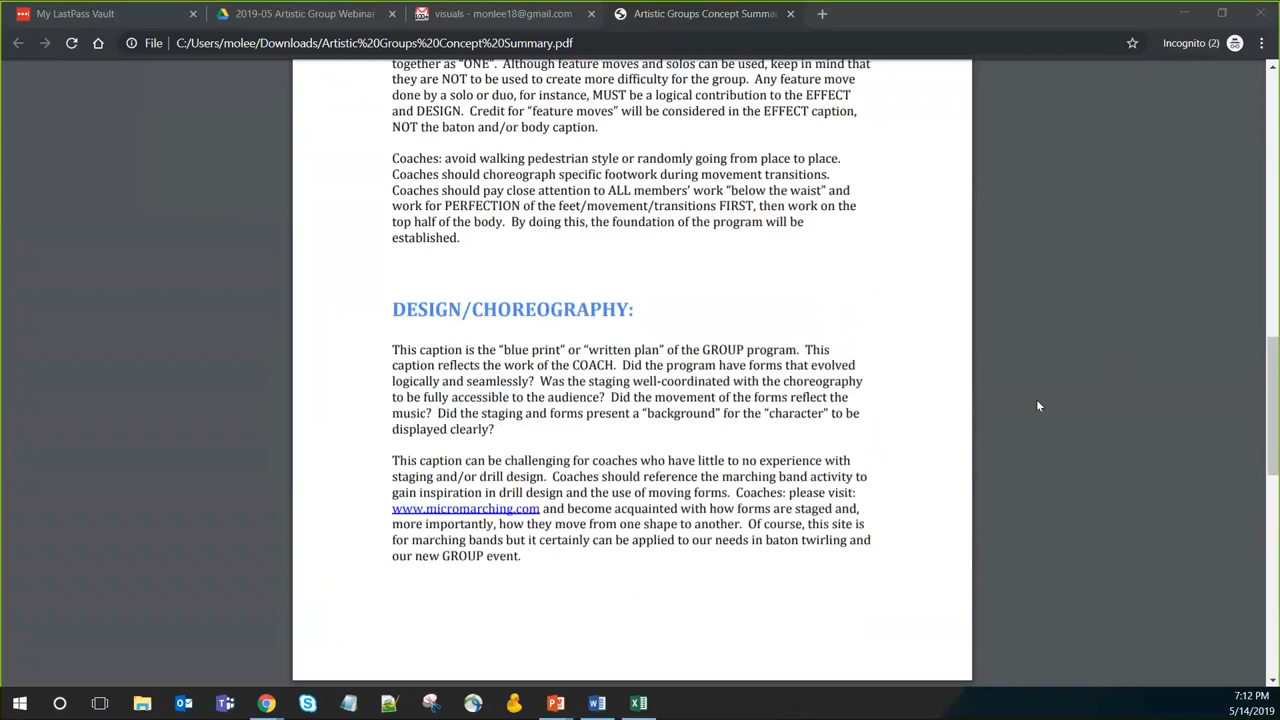 My LastPass Vault
2019-05 Artistic Group Webinar
visuals - monlee18@gmail.com
Artistic Groups Concept Summa
File
C:/Users/molee/Downloads/Artistic%20Groups%20Concept%20Summary.pdf
Incognito (2)
together as “ONE”. Although feature moves and solos can be used, keep in mind that
they are NOT to be used to create more difficulty for the group. Any feature move
done by a solo or duo, for instance, MUST be a logical contribution to the EFFECT
and DESIGN. Credit for “feature moves” will be considered in the EFFECT caption,
NOT the baton and/or body caption.
Coaches: avoid walking pedestrian style or randomly going from place to place.
Coaches should choreograph specific footwork during movement transitions.
Coaches should pay close attention to ALL members’ work “below the waist” and
work for PERFECTION of the feet/movement/transitions FIRST, then work on the
top half of the body. By doing this, the foundation of the program will be
established.
DESIGN/CHOREOGRAPHY:
This caption is the “blue print” or “written plan” of the GROUP program. This
caption reflects the work of the COACH. Did the program have forms that evolved
logically and seamlessly? Was the staging well-coordinated with the choreography
to be fully accessible to the audience? Did the movement of the forms reflect the
music? Did the staging and forms present a “background” for the “character” to be
displayed clearly?
This caption can be challenging for coaches who have little to no experience with
staging and/or drill design. Coaches should reference the marching band activity to
gain inspiration in drill design and the use of moving forms. Coaches: please visit:
www.micromarching.com and become acquainted with how forms are staged and,
more importantly, how they move from one shape to another. Of course, this site is
for marching bands but it certainly can be applied to our needs in baton twirling and
our new GROUP event.
7:12 PM
5/14/2019